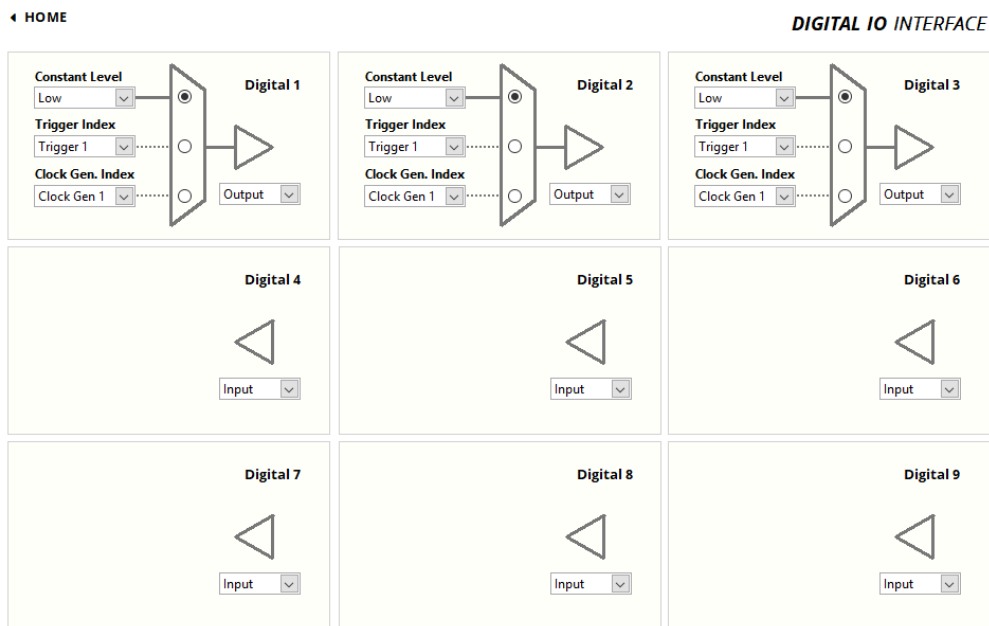 HOME
DIGITAL IO INTERFACE
Constant Level
Digital 1
Low
Trigger Index
Trigger 1
Clock Gen. Index
Clock Gen 1
Output
Constant Level
Digital 2
Low
Trigger Index
Trigger 1
Clock Gen. Index
Clock Gen 1
Output
Constant Level
Digital 3
Low
Trigger Index
Trigger 1
Clock Gen. Index
Clock Gen 1
Output
Digital 4
Input
Digital 5
Input
Digital 6
Input
Digital 7
Input
Digital 8
Input
Digital 9
Input